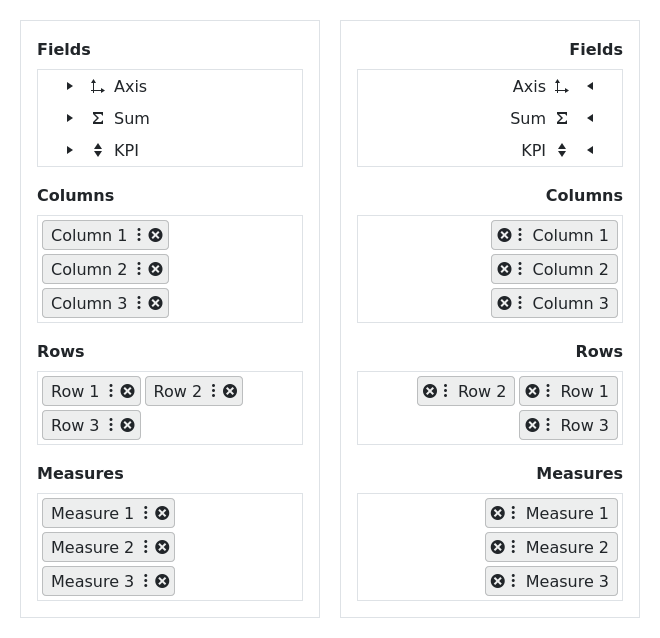 Fields
Axis
Sum
KPI
Columns
Column 1
Column 2
Column 3
Rows
Row 1 Row 2
Row 3
Measures
Measure 1
Measure 2
Measure 3
Fields
Axis
Sum
KPI
Columns
Column 1
Column 2
Column 3
Rows
Row 2 Row 1
Row 3
Measures
Measure 1
Measure 2
Measure 3